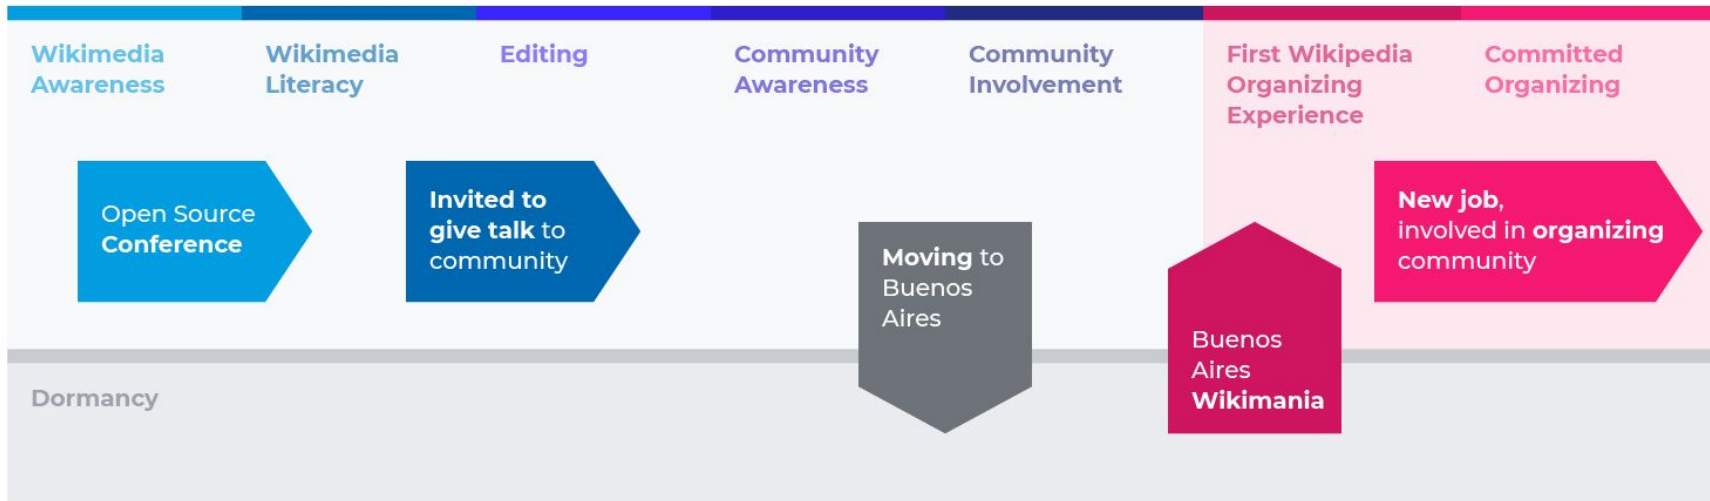 Wikimedia
Awareness
Wikimedia
Literacy
Editing
Community
Awareness
Community
Involvement
First Wikipedia
Organizing
Experience
Committed
Organizing
Open Source
Conference
Invited to
give talk to
community
Moving to
Buenos
Aires
Buenos
Aires
Wikimania
New job,
involved in organizing
community
Dormancy